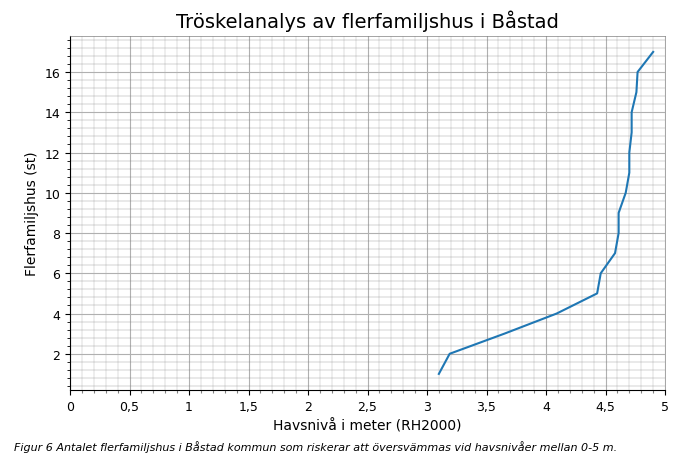 Tröskelanalys av flerfamiljshus i Båstad
Flerfamiljshus (st)
16
14
12
10
8
6
4
2
0 0,5 1 1,5 2 2,5 3 3,5 4 4,5 5
Havsnivå i meter (RH2000)
Figur 6 Antalet flerfamiljshus i Båstad kommun som riskerar att översvämmas vid havsnivåer mellan 0-5 m.